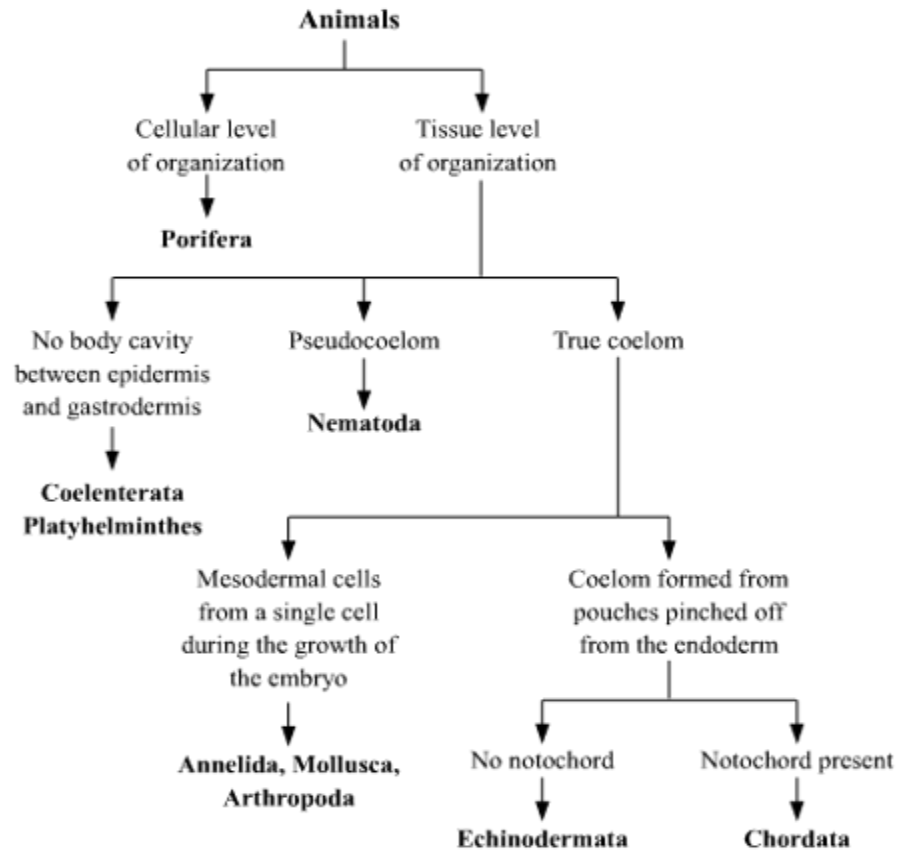 Animals
Cellular level
of organization
Tissue level
of organization
Porifera
No body cavity
between epidermis
and gastrodermis
Pseudocoelom
True coelom
Nematoda
Coelenterata
Platyhelminthes
Mesodermal cells
from a single cell
during the growth of
the embryo
Coelom formed from
pouches pinched off
from the endoderm
Annelida, Mollusca,
Arthropoda
No notochord
Notochord present
Echinodermata
Chordata